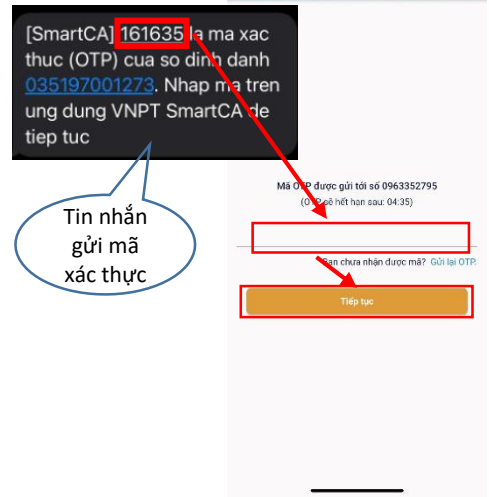 [SmartCA] 161635 la ma xac
thuc (OTP) cua so dinh danh
035197001273. Nhap ma tren
ung dung VNPT SmartCA de
tiep tuc
Tin nhắn
gửi mã
xác thực
Mã OTP được gửi tới số 0963352795
(OTP sẽ hết hạn sau: 04:35)
Bạn chưa nhận được mã? Gửi lại OTP.
Tiếp tục